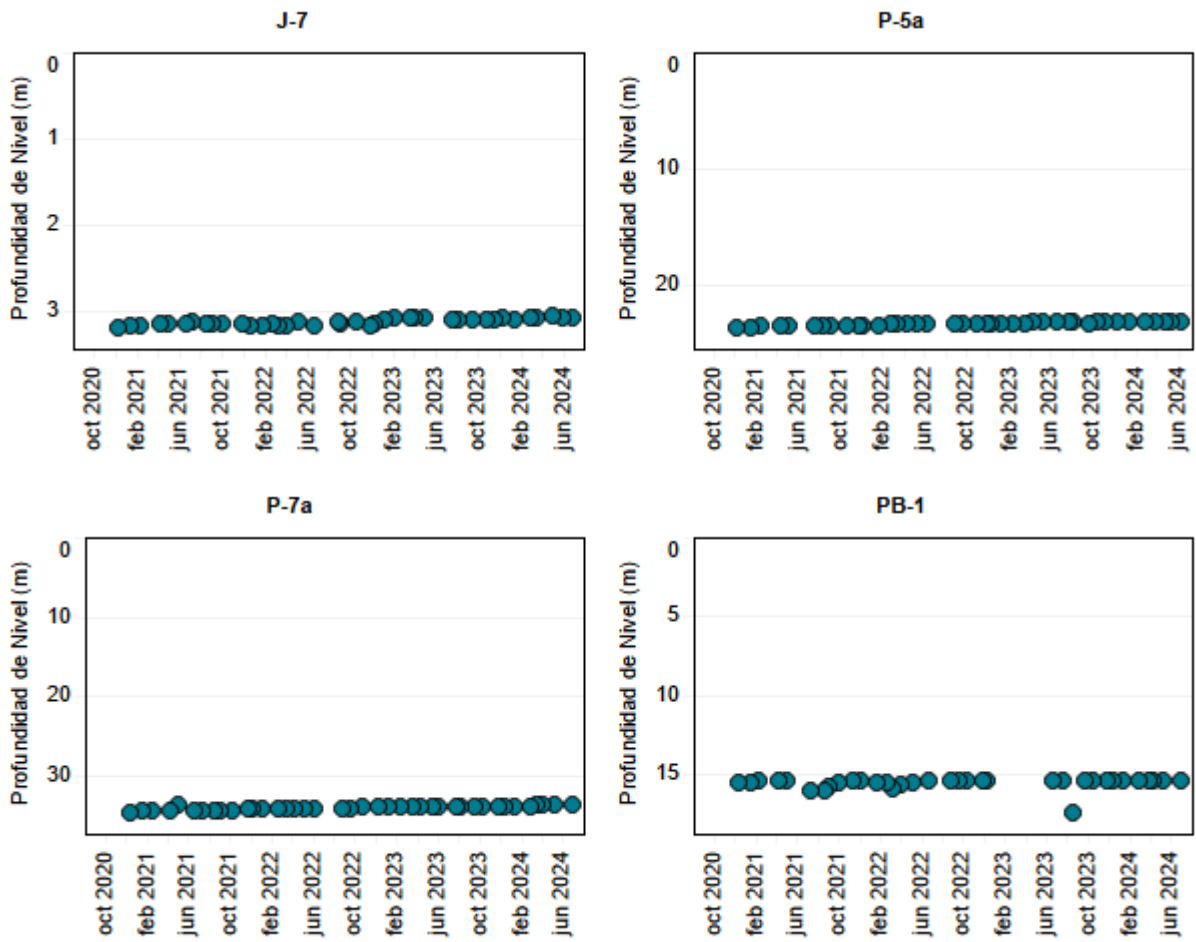 J-7
Profundidad de Nivel (m)
0
1
2
3
oct 2020
feb 2021
jun 2021
oct 2021
feb 2022
jun 2022
oct 2022
feb 2023
jun 2023
oct 2023
feb 2024
jun 2024
P-5a
Profundidad de Nivel (m)
0
10
20
oct 2020
feb 2021
jun 2021
oct 2021
feb 2022
jun 2022
oct 2022
feb 2023
jun 2023
oct 2023
feb 2024
jun 2024
P-7a
Profundidad de Nivel (m)
0
10
20
30
oct 2020
feb 2021
jun 2021
oct 2021
feb 2022
jun 2022
oct 2022
feb 2023
jun 2023
oct 2023
feb 2024
jun 2024
PB-1
Profundidad de Nivel (m)
0
5
10
15
oct 2020
feb 2021
jun 2021
oct 2021
feb 2022
jun 2022
oct 2022
feb 2023
jun 2023
oct 2023
feb 2024
jun 2024